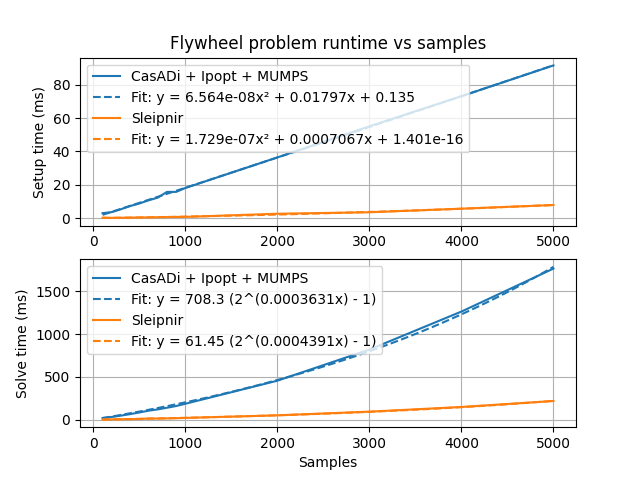 Flywheel problem runtime vs samples
Setup time (ms)
80
60
40
20
0
CasADi + Ipopt + MUMPS
Fit: y = 6.564e-08x² + 0.01797x + 0.135
Sleipnir
Fit: y = 1.729e-07x² + 0.0007067x + 1.401e-16
0 1000 2000 3000 4000 5000
Solve time (ms)
1500
1000
500
0
CasADi + Ipopt + MUMPS
Fit: y = 708.3 (2^(0.0003631x) - 1)
Sleipnir
Fit: y = 61.45 (2^(0.0004391x) - 1)
0 1000 2000 3000 4000 5000
Samples